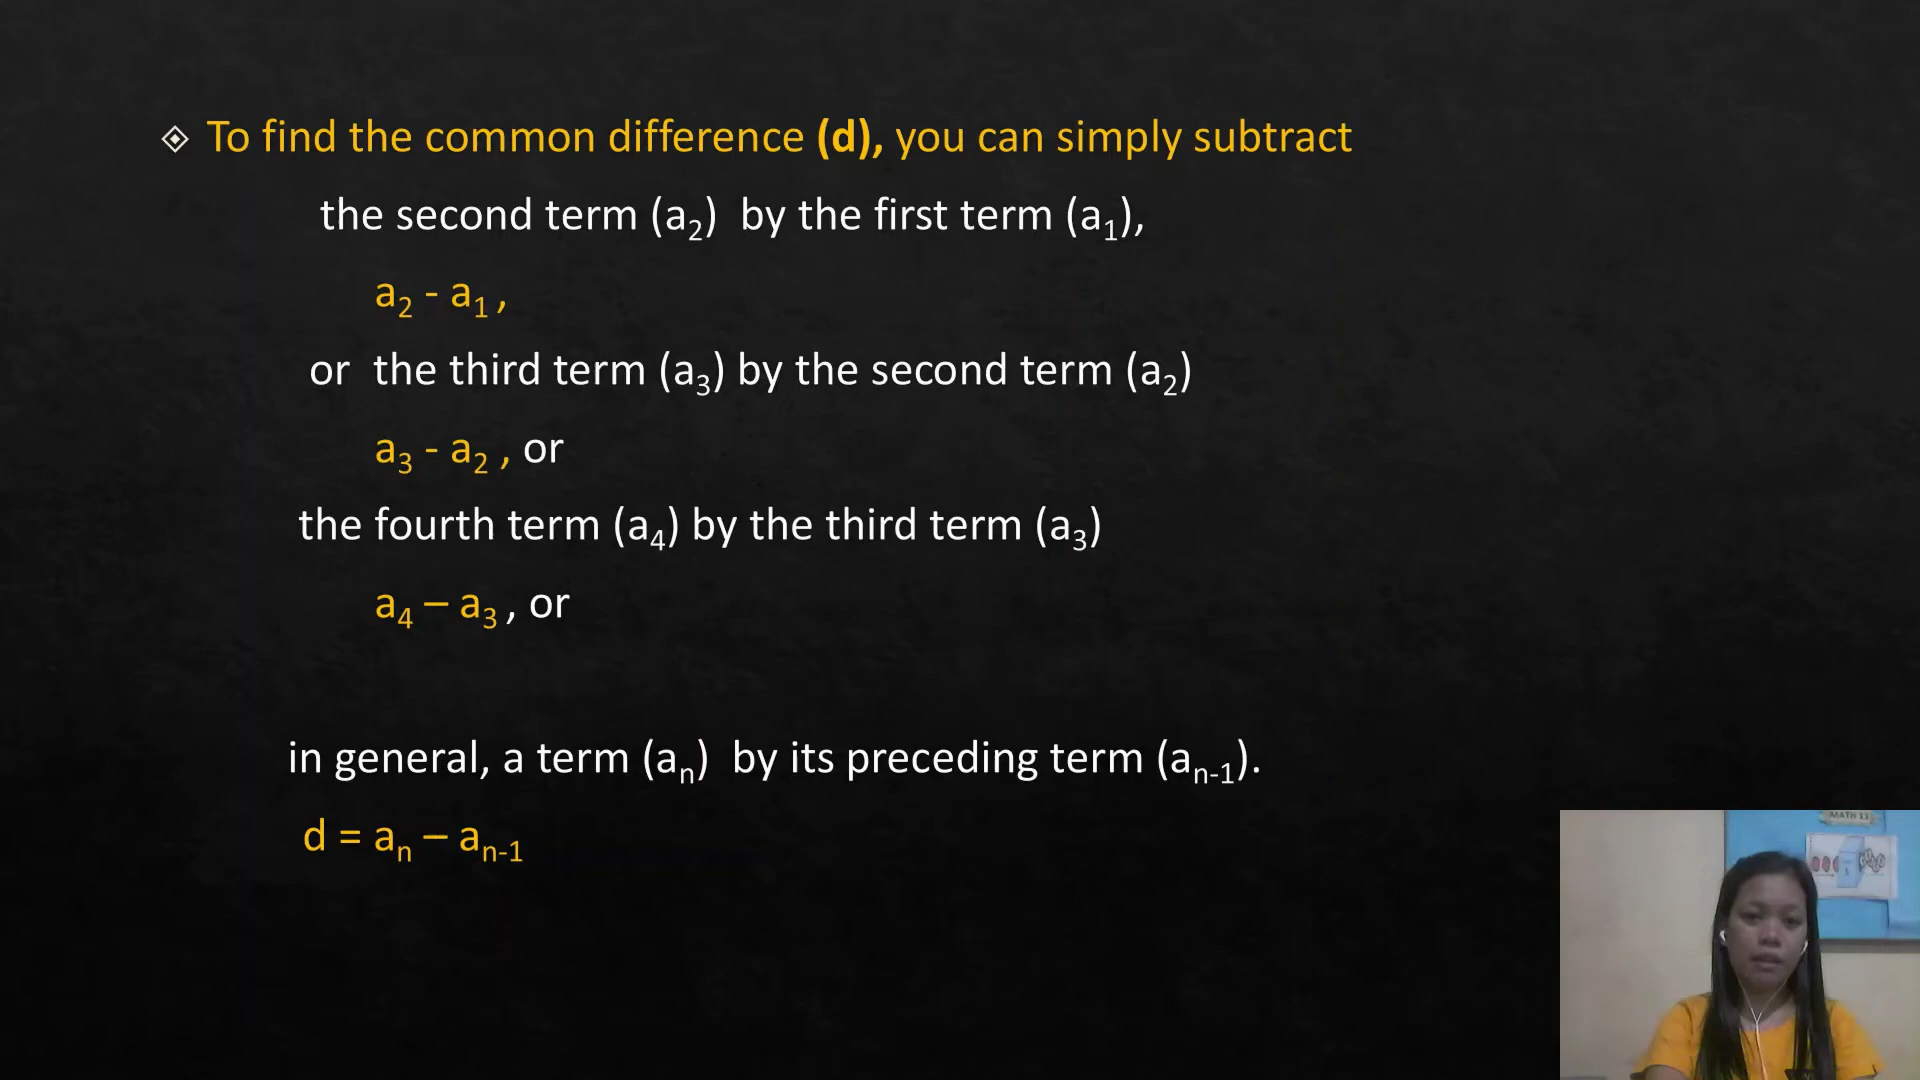 To find the common difference (d), you can simply subtract
the second term (a₂) by the first term (a₁),
a₂ - a₁ ,
or the third term (a₃) by the second term (a₂)
a₃ - a₂ , or
the fourth term (a₄) by the third term (a₃)
a₄ – a₃ , or
in general, a term (aₙ) by its preceding term (aₙ₋₁).
d = aₙ – aₙ₋₁
MATH 11